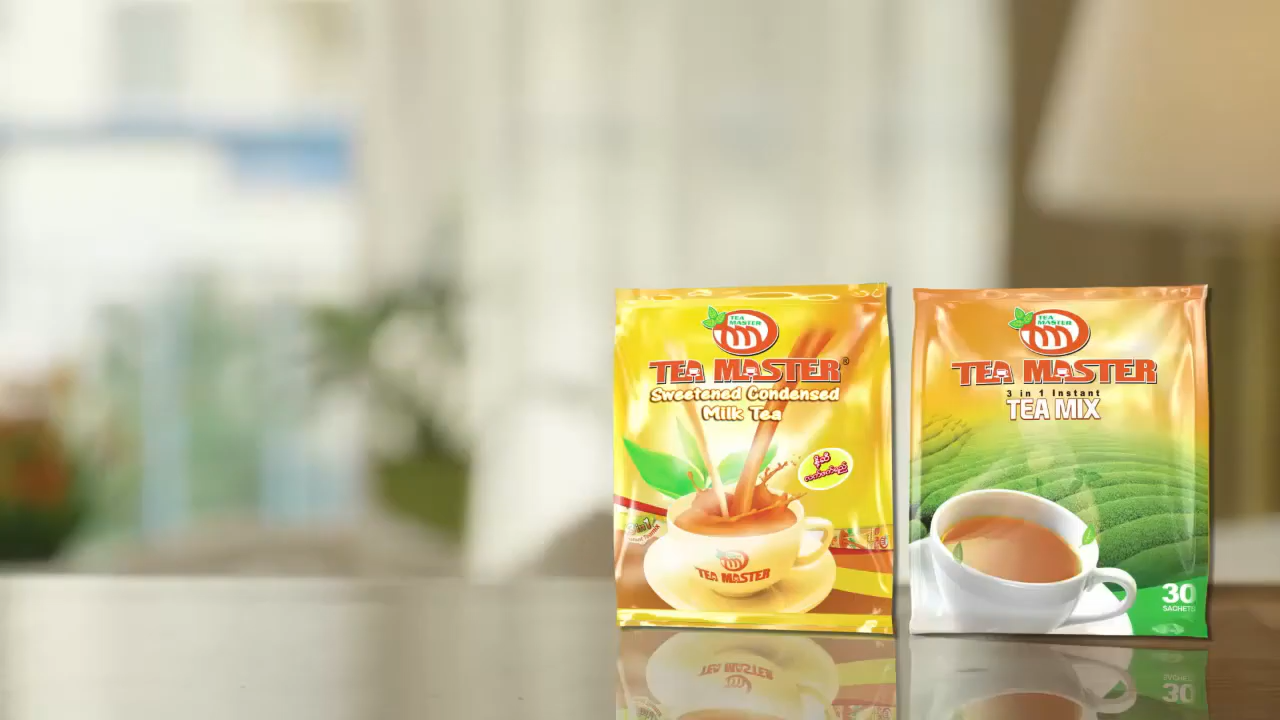 TEA
MASTER
TEA MASTER®
Sweetened Condensed
Milk Tea
TEA MASTER
TEA
MASTER
TEA MASTER
3 in 1 Instant
TEA MIX
30
SACHETS